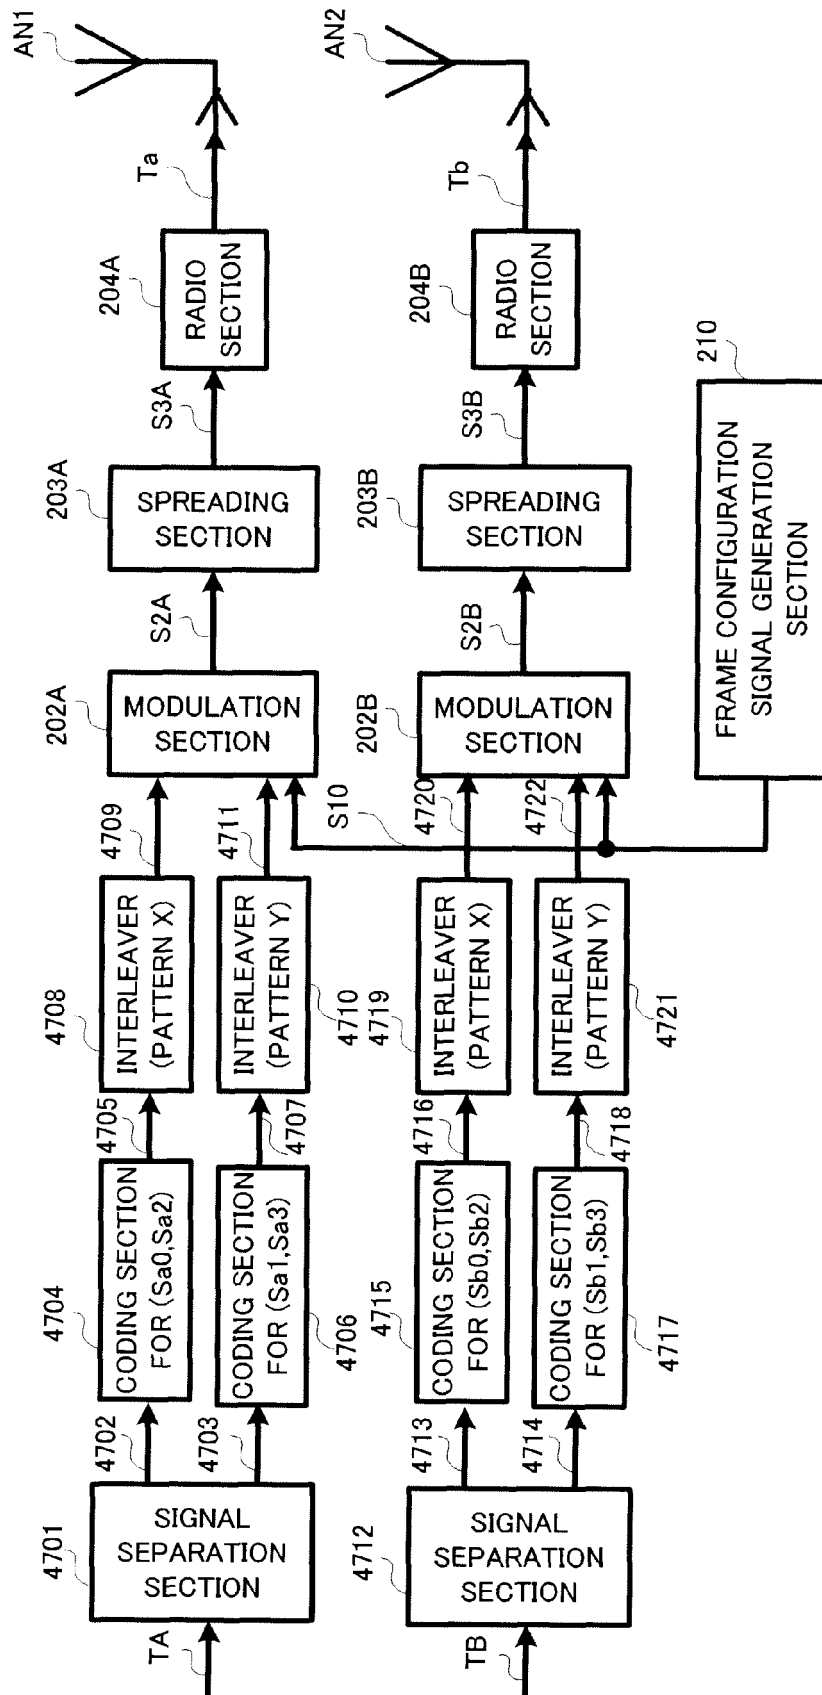 TA
4701
SIGNAL
SEPARATION
SECTION
4702
4703
4704
CODING SECTION
FOR (Sa0,Sa2)
4705
CODING SECTION
FOR (Sa1,Sa3)
4706
4707
4708
INTERLEAVER
(PATTERN X)
4709
INTERLEAVER
(PATTERN Y)
4710
4711
202A
MODULATION
SECTION
S2A
203A
SPREADING
SECTION
S3A
204A
RADIO
SECTION
Ta
AN1
TB
4712
SIGNAL
SEPARATION
SECTION
4713
4714
4715
CODING SECTION
FOR (Sb0,Sb2)
4716
CODING SECTION
FOR (Sb1,Sb3)
4717
4718
4719
INTERLEAVER
(PATTERN X)
4720
INTERLEAVER
(PATTERN Y)
4721
4722
S10
202B
MODULATION
SECTION
S2B
203B
SPREADING
SECTION
S3B
204B
RADIO
SECTION
Tb
AN2
210
FRAME CONFIGURATION
SIGNAL GENERATION
SECTION